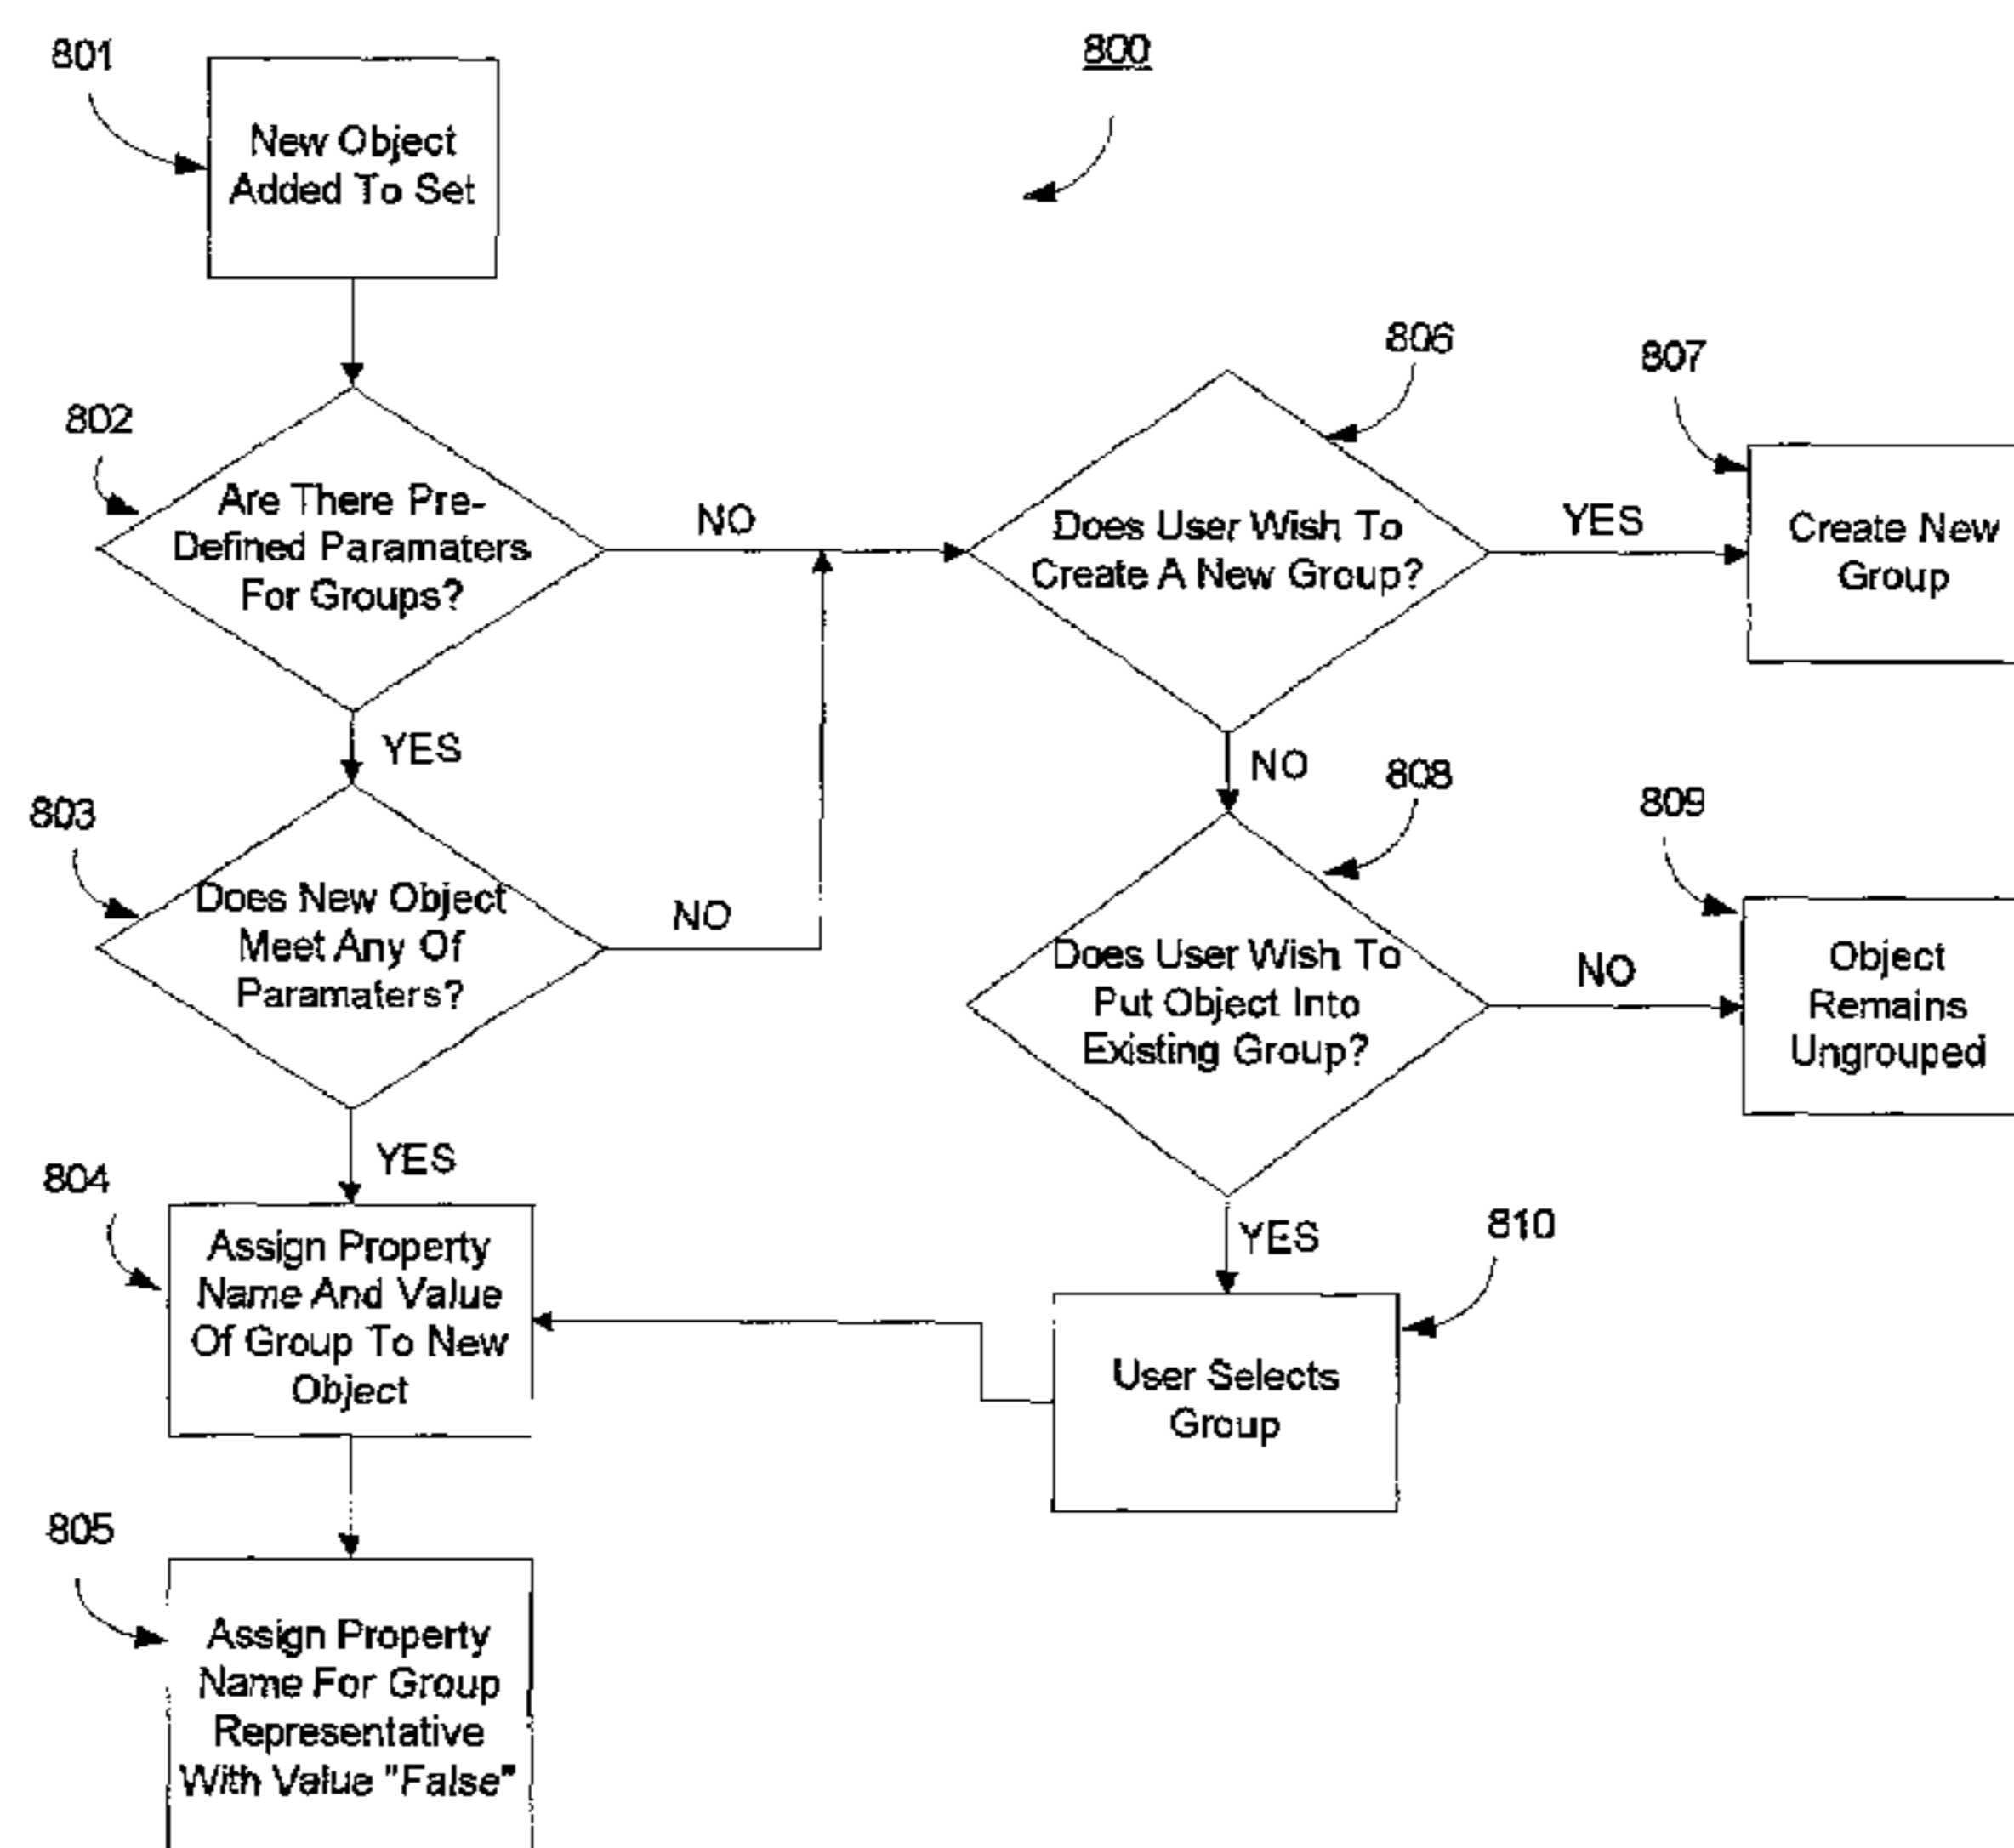 801
New Object
Added To Set
800
802
Are There Pre-
Defined Paramaters
For Groups?
NO
806
Does User Wish To
Create A New Group?
YES
807
Create New
Group
YES
NO
803
Does New Object
Meet Any Of
Paramaters?
NO
808
Does User Wish To
Put Object Into
Existing Group?
NO
809
Object
Remains
Ungrouped
YES
YES
804
Assign Property
Name And Value
Of Group To New
Object
810
User Selects
Group
805
Assign Property
Name For Group
Representative
With Value "False"